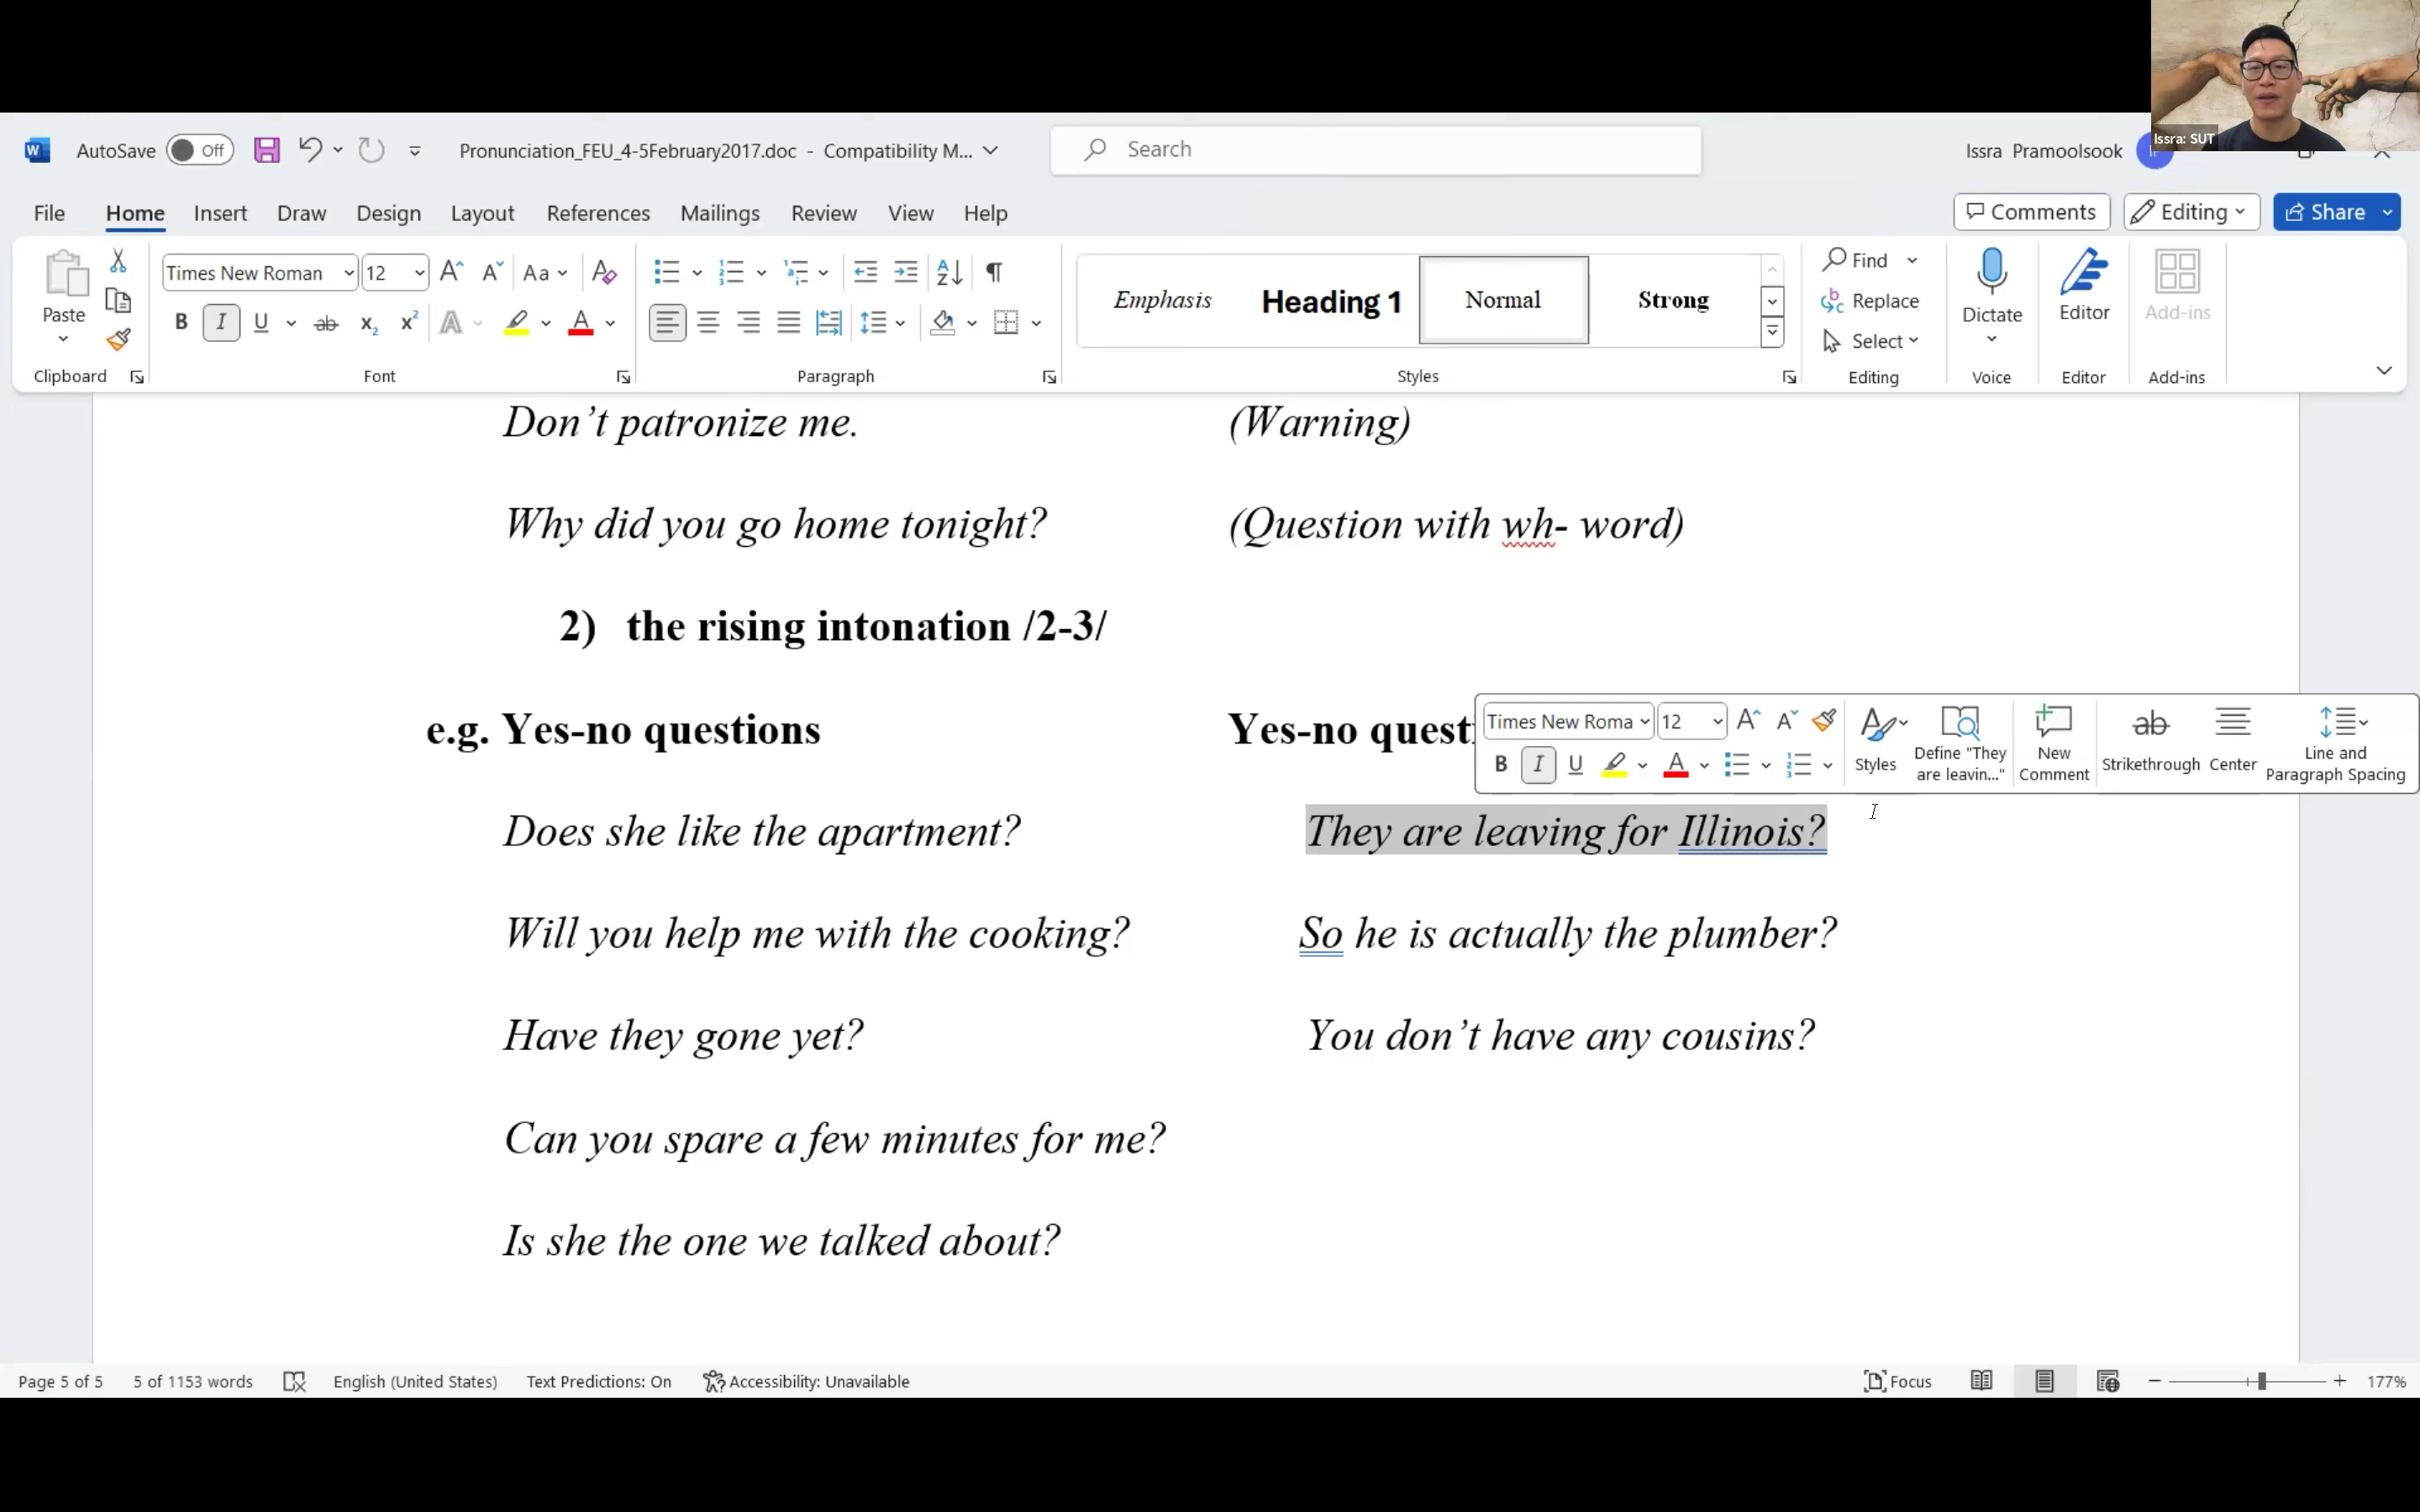 Issra: SUT
AutoSave Off Pronunciation_FEU_4-5February2017.doc - Compatibility M... Search Issra Pramoolsook
File Home Insert Draw Design Layout References Mailings Review View Help Comments Editing Share
Paste Times New Roman 12 Aa Emphasis Heading 1 Normal Strong Find Replace Select Dictate Editor Add-ins
Clipboard Font Paragraph Styles Editing Voice Editor Add-ins
Don’t patronize me. (Warning)
Why did you go home tonight? (Question with wh- word)
2) the rising intonation /2-3/
e.g. Yes-no questions Yes-no quest
Times New Roma 12 Styles Define "They are leavin..." New Comment Strikethrough Center Line and Paragraph Spacing
Does she like the apartment? They are leaving for Illinois?
Will you help me with the cooking? So he is actually the plumber?
Have they gone yet? You don’t have any cousins?
Can you spare a few minutes for me?
Is she the one we talked about?
Page 5 of 5 5 of 1153 words English (United States) Text Predictions: On Accessibility: Unavailable Focus 177%